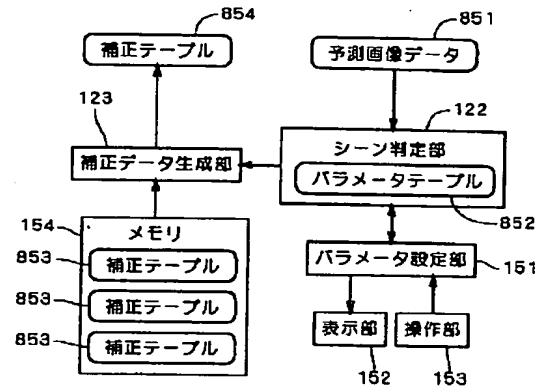 854
補正テーブル
851
予測画像データ
123
122
補正データ生成部
シーン判定部
パラメータテーブル
852
154
メモリ
853
補正テーブル
853
補正テーブル
853
補正テーブル
パラメータ設定部
151
表示部
操作部
152
153